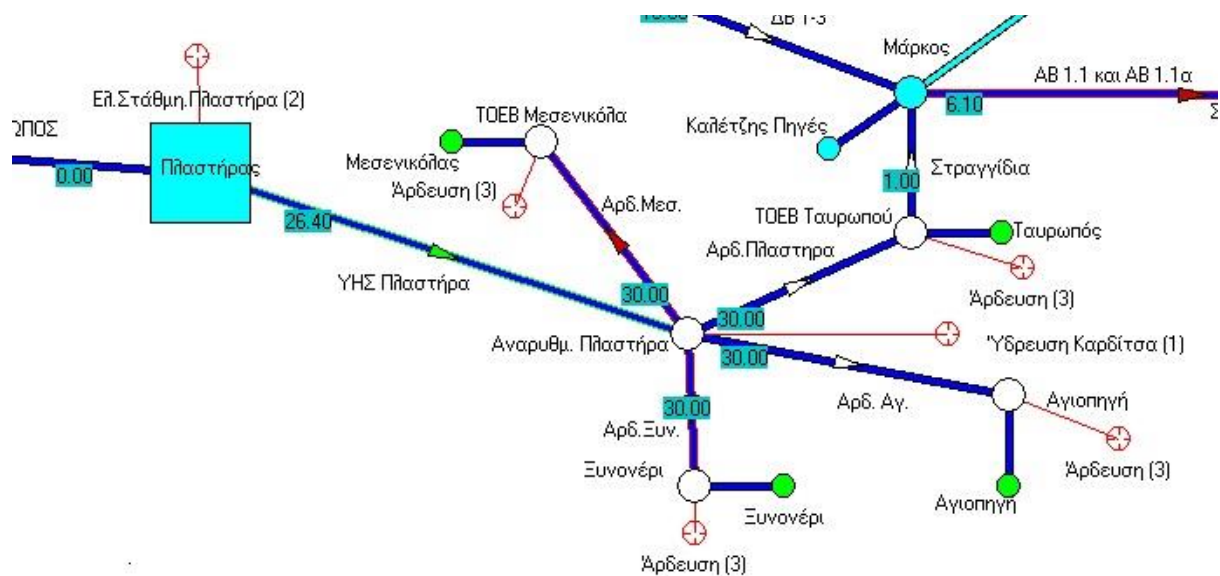 ΔΒ 1-3
Μάρκος
ΑΒ 1.1 και ΑΒ 1.1α
6.10
Ελ.Στάθμη.Πλαστήρα (2)
ΤΟΕΒ Μεσενικόλα
Καλέτζης Πηγές
ΩΠΟΣ
0.00
Πλαστήρας
Μεσενικόλας
Άρδευση (3)
Στραγγίδια
1.00
26.40
Αρδ.Μεσ.
ΤΟΕΒ Ταυρωπού
Ταυρωπός
Αρδ.Πλαστηρα
ΥΗΣ Πλαστήρα
30.00
30.00
Άρδευση (3)
Αναρυθμ. Πλαστήρα
30.00
Ύδρευση Καρδίτσα (1)
Αρδ. Αγ.
Αγιοπηγή
30.00
Αρδ.Ξυν.
Ξυνονέρι
Άρδευση (3)
Ξυνονέρι
Αγιοπηγή
Άρδευση (3)